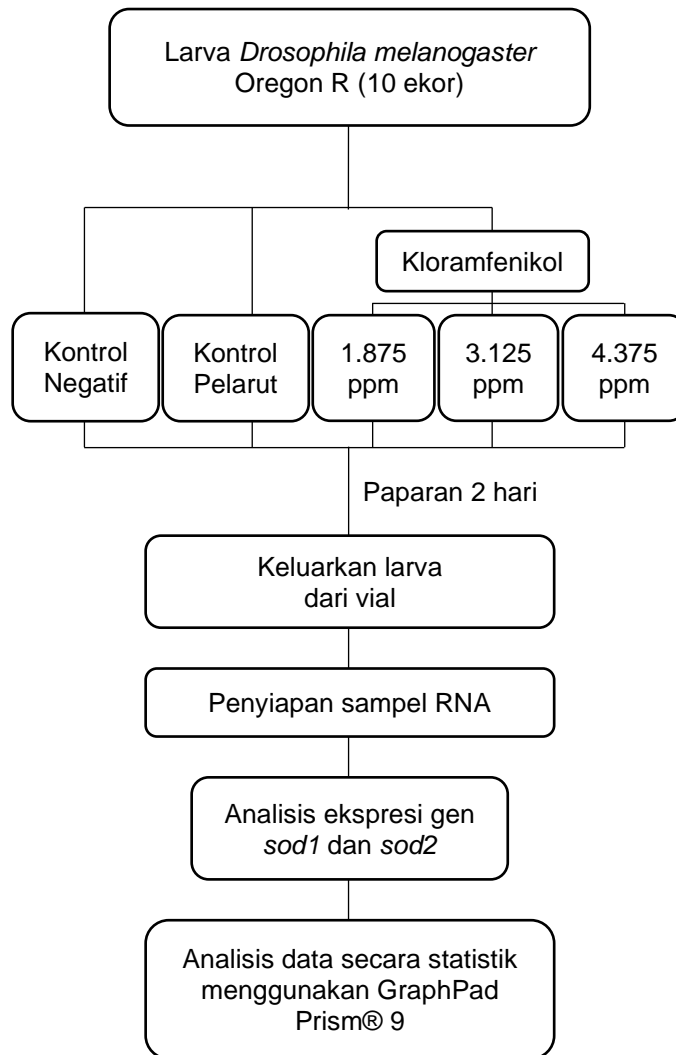 Larva Drosophila melanogaster
Oregon R (10 ekor)
Kloramfenikol
Kontrol
Negatif
Kontrol
Pelarut
1.875
ppm
3.125
ppm
4.375
ppm
Paparan 2 hari
Keluarkan larva
dari vial
Penyiapan sampel RNA
Analisis ekspresi gen
sod1 dan sod2
Analisis data secara statistik
menggunakan GraphPad
Prism® 9